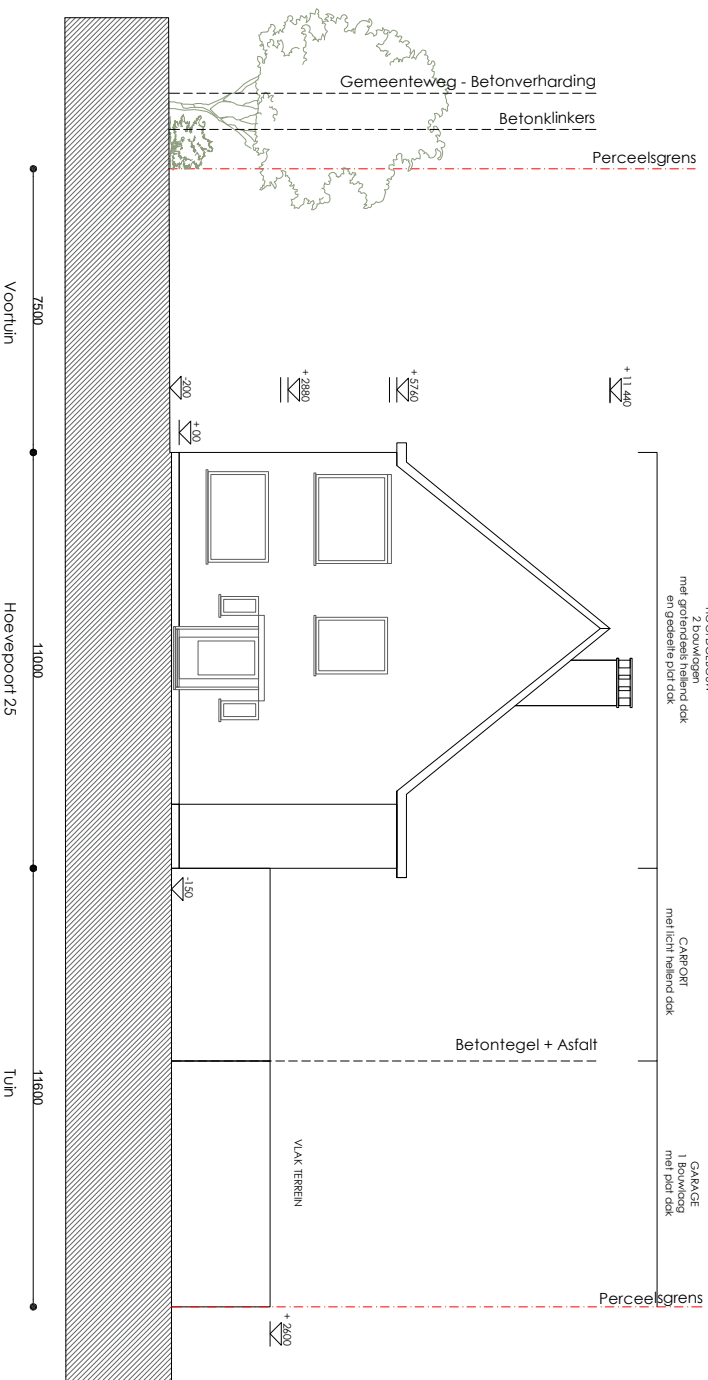 Gemeenteweg - Betonverharding
Betonklinkers
Perceelsgrens
7500
Voortuin
-200
+ 00
+ 2880
+ 5760
+ 11 440
2 bouwlagen
met grotendeels hellend dak
en gedeelte plat dak
11000
Hoevepoort 25
-150
CARPORT
met licht hellend dak
Betontegel + Asfalt
11600
Tuin
VLAK TERREIN
GARAGE
1 Bouwlaag
met plat dak
Perceelsgrens
+ 2600